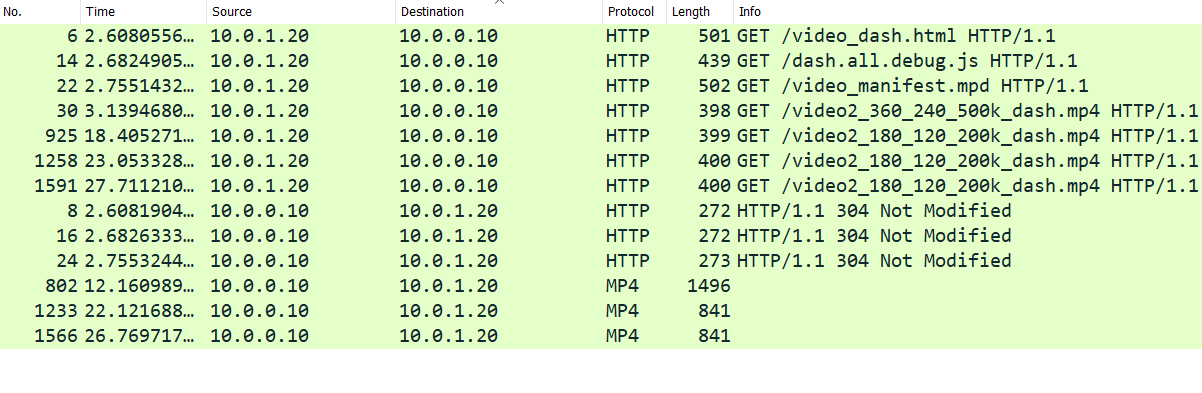 No. Time Source Destination Protocol Length Info
6 2.6080556… 10.0.1.20 10.0.0.10 HTTP 501 GET /video_dash.html HTTP/1.1
14 2.6824905… 10.0.1.20 10.0.0.10 HTTP 439 GET /dash.all.debug.js HTTP/1.1
22 2.7551432… 10.0.1.20 10.0.0.10 HTTP 502 GET /video_manifest.mpd HTTP/1.1
30 3.1394680… 10.0.1.20 10.0.0.10 HTTP 398 GET /video2_360_240_500k_dash.mp4 HTTP/1.1
925 18.405271… 10.0.1.20 10.0.0.10 HTTP 399 GET /video2_180_120_200k_dash.mp4 HTTP/1.1
1258 23.053328… 10.0.1.20 10.0.0.10 HTTP 400 GET /video2_180_120_200k_dash.mp4 HTTP/1.1
1591 27.711210… 10.0.1.20 10.0.0.10 HTTP 400 GET /video2_180_120_200k_dash.mp4 HTTP/1.1
8 2.6081904… 10.0.0.10 10.0.1.20 HTTP 272 HTTP/1.1 304 Not Modified
16 2.6826333… 10.0.0.10 10.0.1.20 HTTP 272 HTTP/1.1 304 Not Modified
24 2.7553244… 10.0.0.10 10.0.1.20 HTTP 273 HTTP/1.1 304 Not Modified
802 12.160989… 10.0.0.10 10.0.1.20 MP4 1496
1233 22.121688… 10.0.0.10 10.0.1.20 MP4 841
1566 26.769717… 10.0.0.10 10.0.1.20 MP4 841